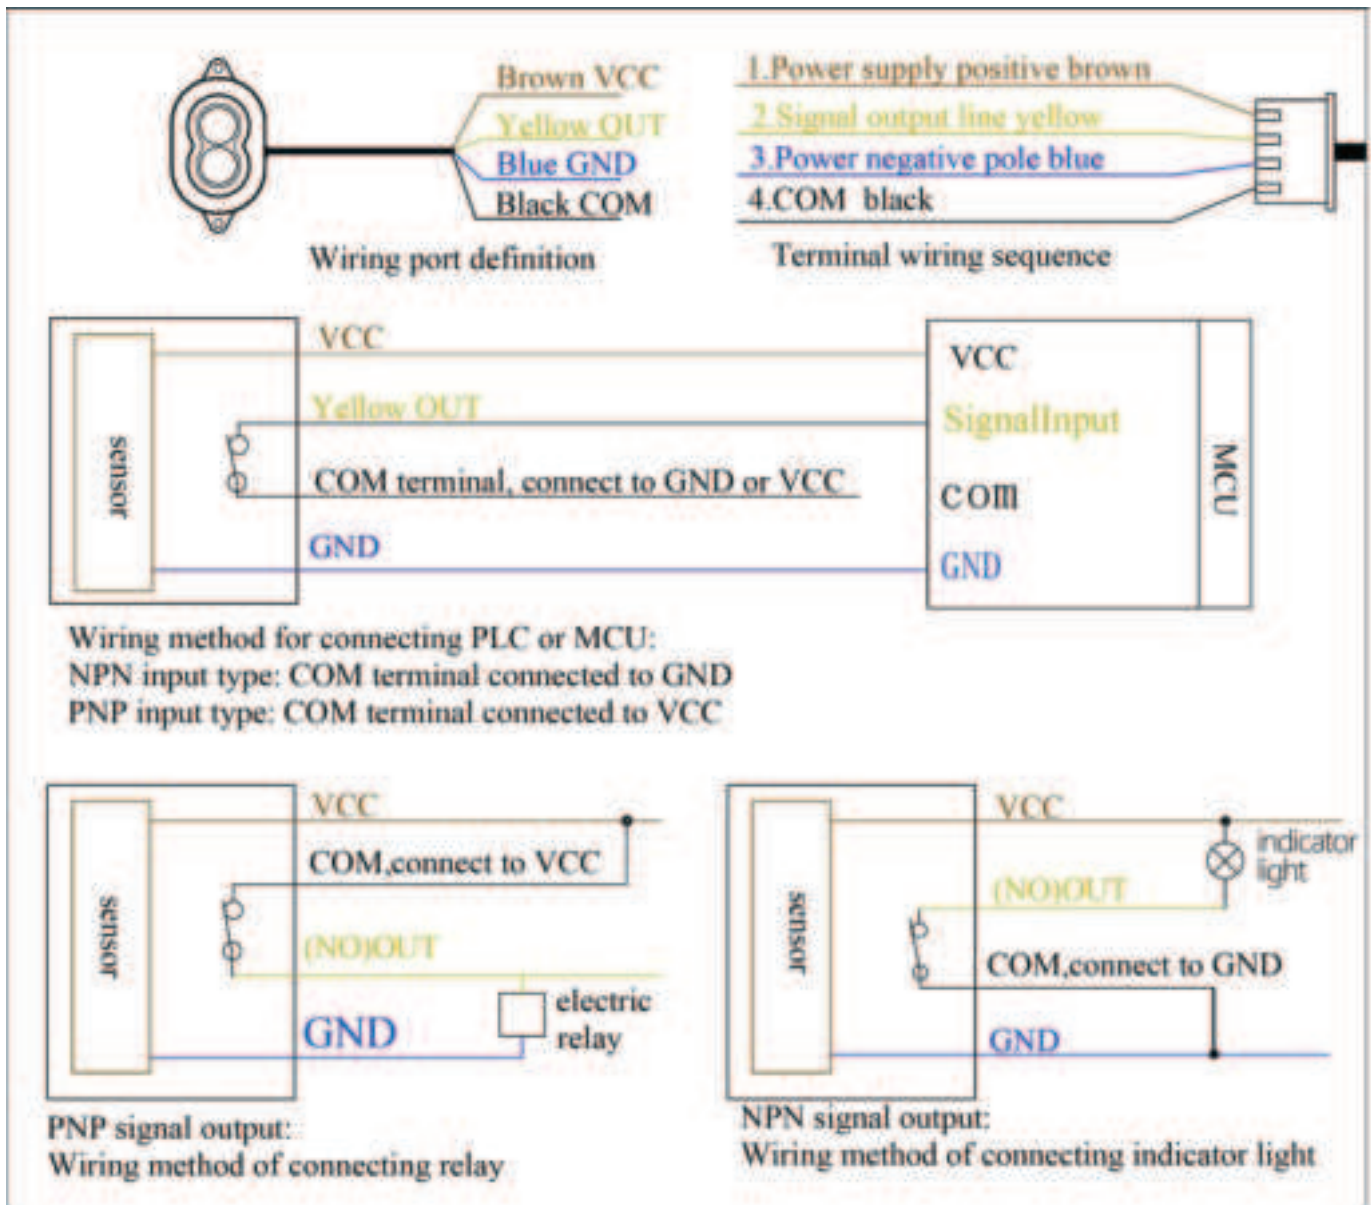 Brown VCC
Yellow OUT
Blue GND
Black COM
Wiring port definition
1.Power supply positive brown
2.Signal output line yellow
3.Power negative pole blue
4.COM black
Terminal wiring sequence
sensor
VCC
Yellow OUT
COM terminal, connect to GND or VCC
GND
VCC
SignalInput
COM
GND
MCU
Wiring method for connecting PLC or MCU:
NPN input type: COM terminal connected to GND
PNP input type: COM terminal connected to VCC
sensor
VCC
COM,connect to VCC
(NO)OUT
GND
electric
relay
PNP signal output:
Wiring method of connecting relay
sensor
VCC
indicator
light
(NO)OUT
COM,connect to GND
GND
NPN signal output:
Wiring method of connecting indicator light